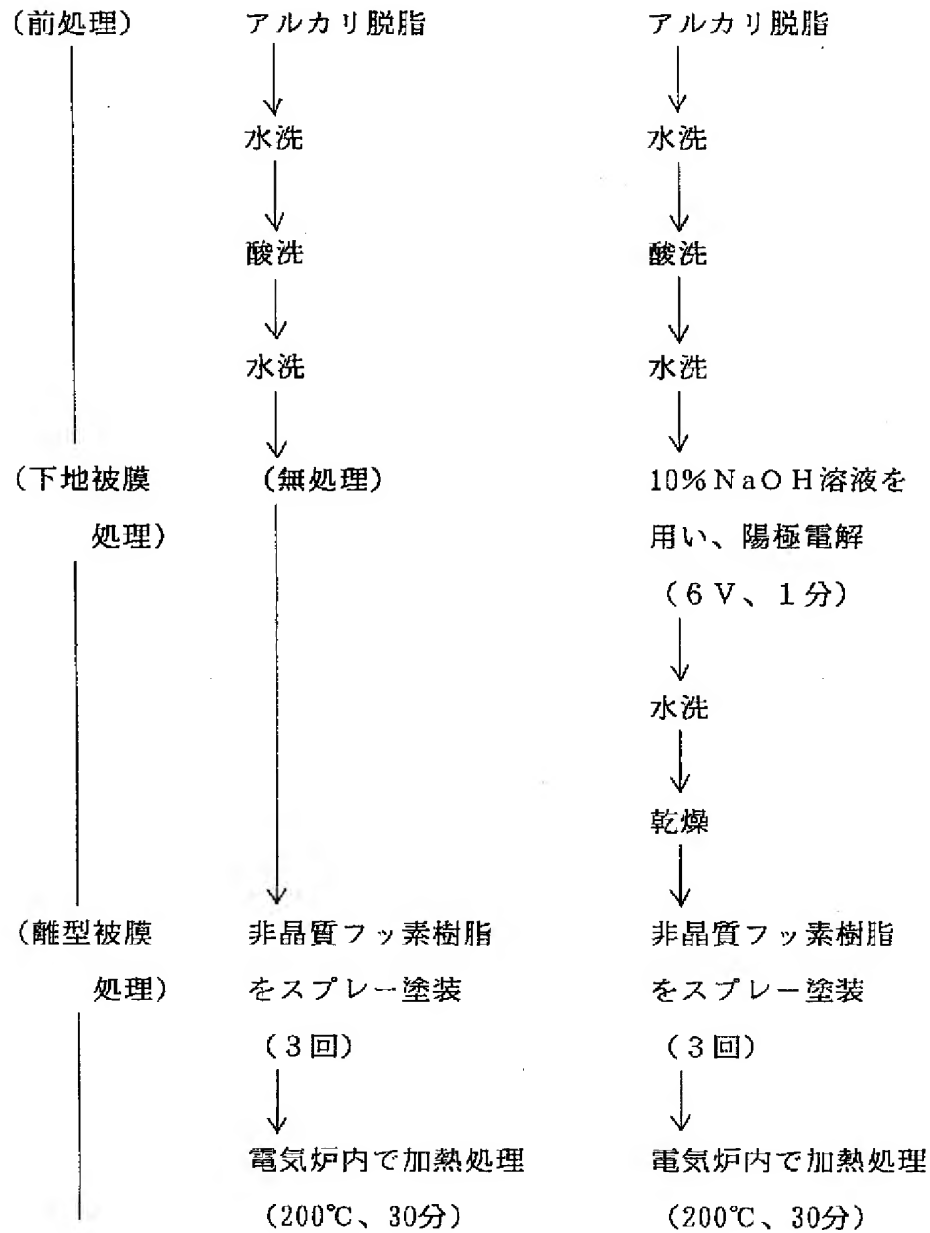 (前処理) アルカリ脱脂 アルカリ脱脂
水洗 水洗
酸洗 酸洗
水洗 水洗
(下地被膜 (無処理) 10%NaOH溶液を
処理) 用い、陽極電解
(6V、1分)
水洗
乾燥
(離型被膜 非晶質フッ素樹脂 非晶質フッ素樹脂
処理) をスプレー塗装 をスプレー塗装
(3回) (3回)
電気炉内で加熱処理 電気炉内で加熱処理
(200℃、30分) (200℃、30分)